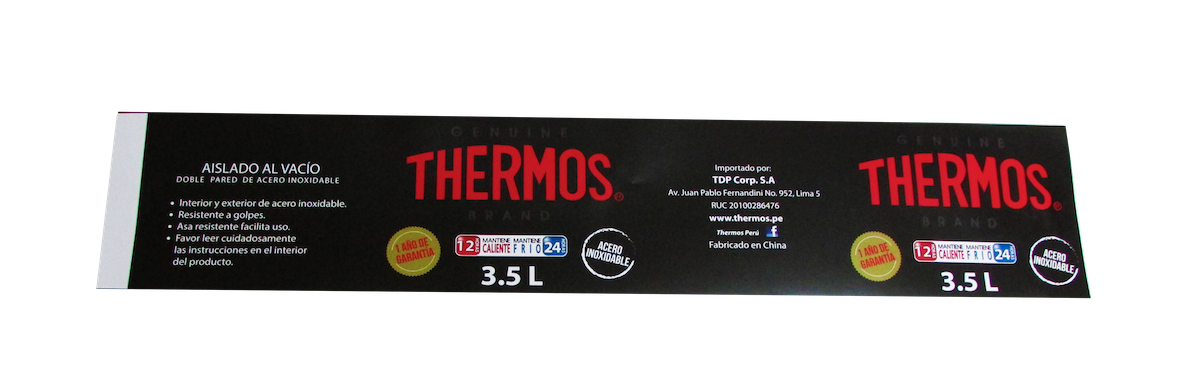 AISLADO AL VACÍO
DOBLE PARED DE ACERO INOXIDABLE
• Interior y exterior de acero inoxidable.
• Resistente a golpes.
• Asa resistente facilita uso.
• Favor leer cuidadosamente
las instrucciones en el interior
del producto.
GENUINE
THERMOS®
BRAND
1 AÑO DE
GARANTÍA
12 MANTIENE CALIENTE
MANTIENE FRIO 24
ACERO
INOXIDABLE
3.5 L
Importado por:
TDP Corp. S.A
Av. Juan Pablo Fernandini No. 952, Lima 5
RUC 20100286476
www.thermos.pe
Thermos Perú f
Fabricado en China
GENUINE
THERMOS®
BRAND
1 AÑO DE
GARANTÍA
12 MANTIENE CALIENTE
MANTIENE FRIO 24
ACERO
INOXIDABLE
3.5 L